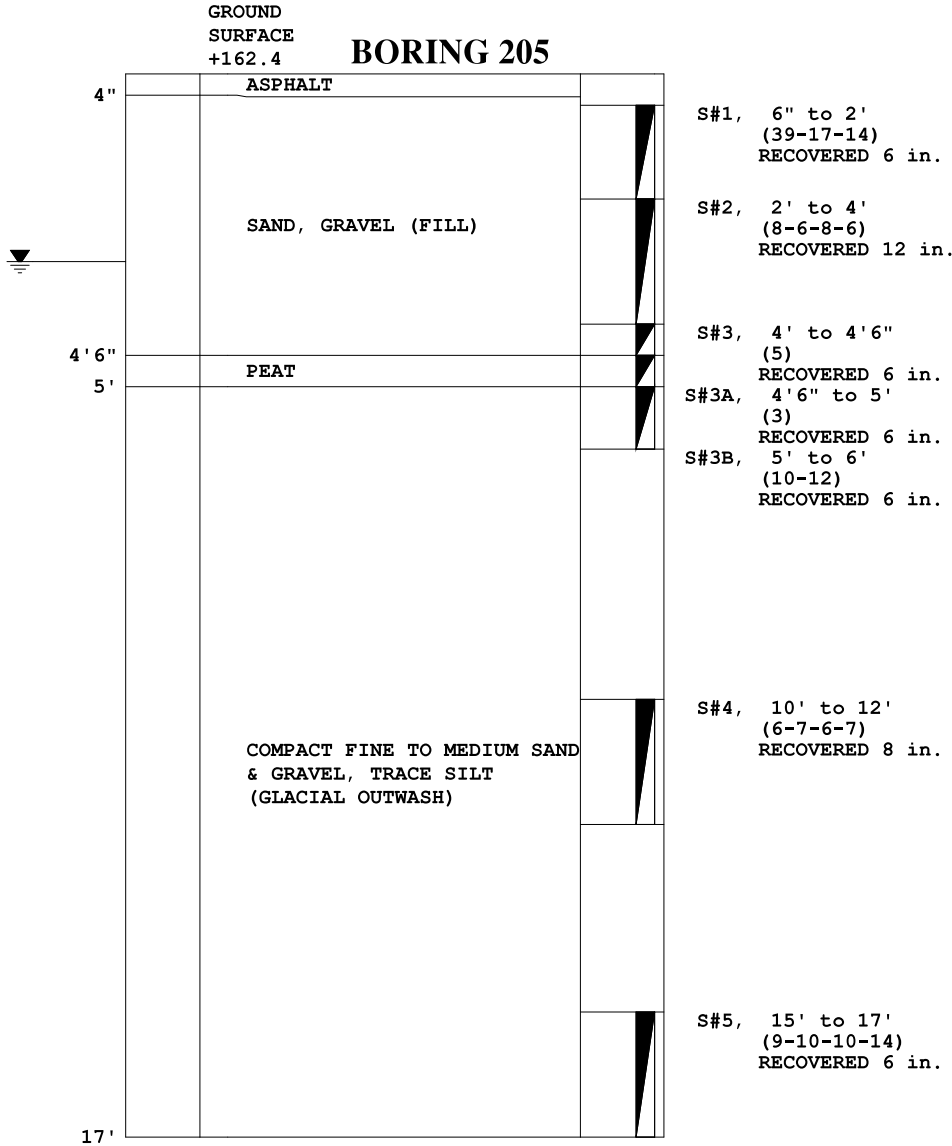 GROUND
SURFACE
+162.4
BORING 205
ASPHALT
4"
S#1, 6" to 2'
(39-17-14)
RECOVERED 6 in.
S#2, 2' to 4'
(8-6-8-6)
RECOVERED 12 in.
SAND, GRAVEL (FILL)
S#3, 4' to 4'6"
(5)
RECOVERED 6 in.
4'6"
PEAT
5'
S#3A, 4'6" to 5'
(3)
RECOVERED 6 in.
S#3B, 5' to 6'
(10-12)
RECOVERED 6 in.
S#4, 10' to 12'
(6-7-6-7)
RECOVERED 8 in.
COMPACT FINE TO MEDIUM SAND
& GRAVEL, TRACE SILT
(GLACIAL OUTWASH)
S#5, 15' to 17'
(9-10-10-14)
RECOVERED 6 in.
17'